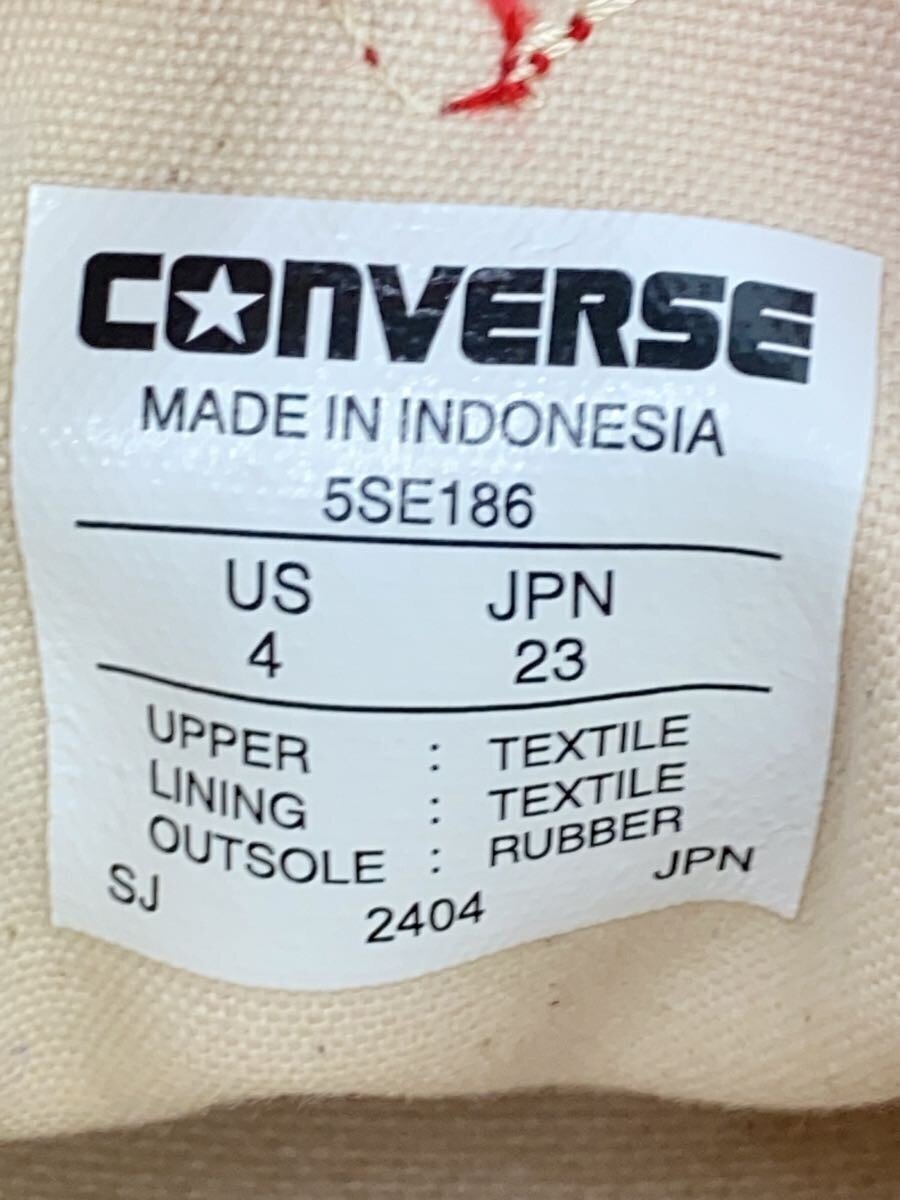 CONVERSE
MADE IN INDONESIA
5SE186
US JPN
4 23
UPPER : TEXTILE
LINING : TEXTILE
OUTSOLE : RUBBER
SJ 2404 JPN